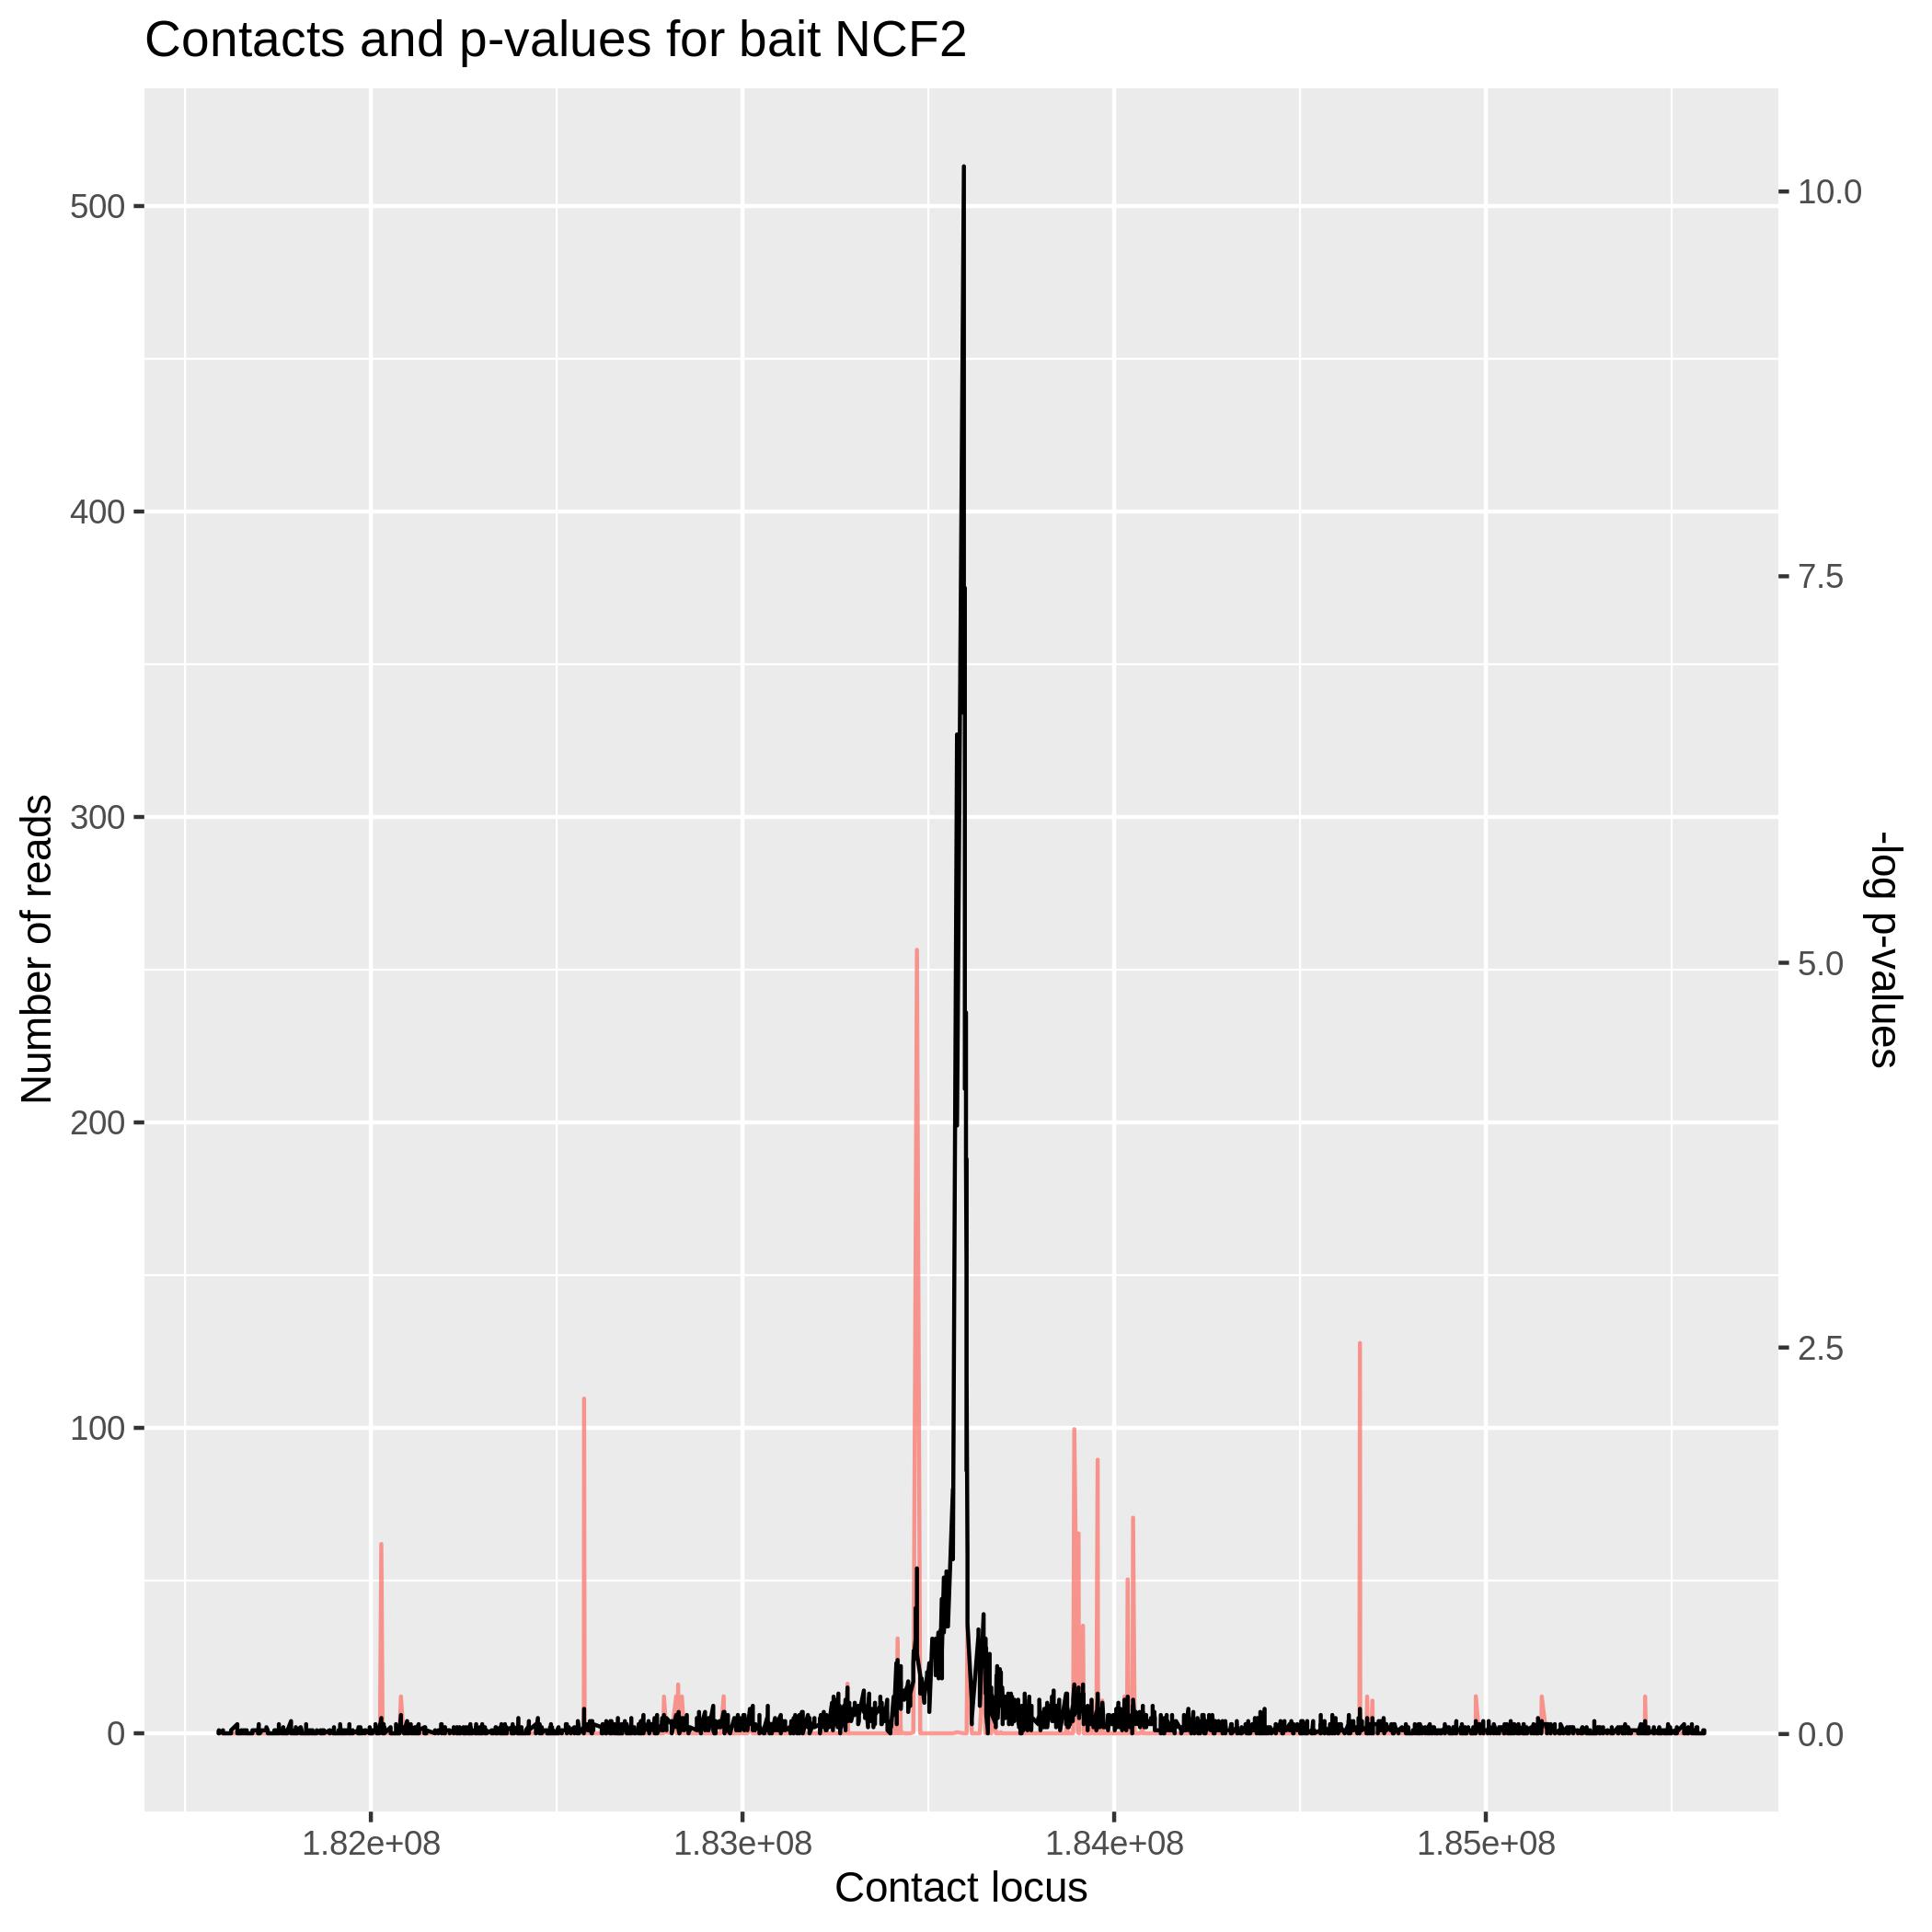 Contacts and p-values for bait NCF2
500
400
300
200
100
0
Number of reads
10.0
7.5
5.0
2.5
0.0
-log p-values
1.82e+08
1.83e+08
1.84e+08
1.85e+08
Contact locus